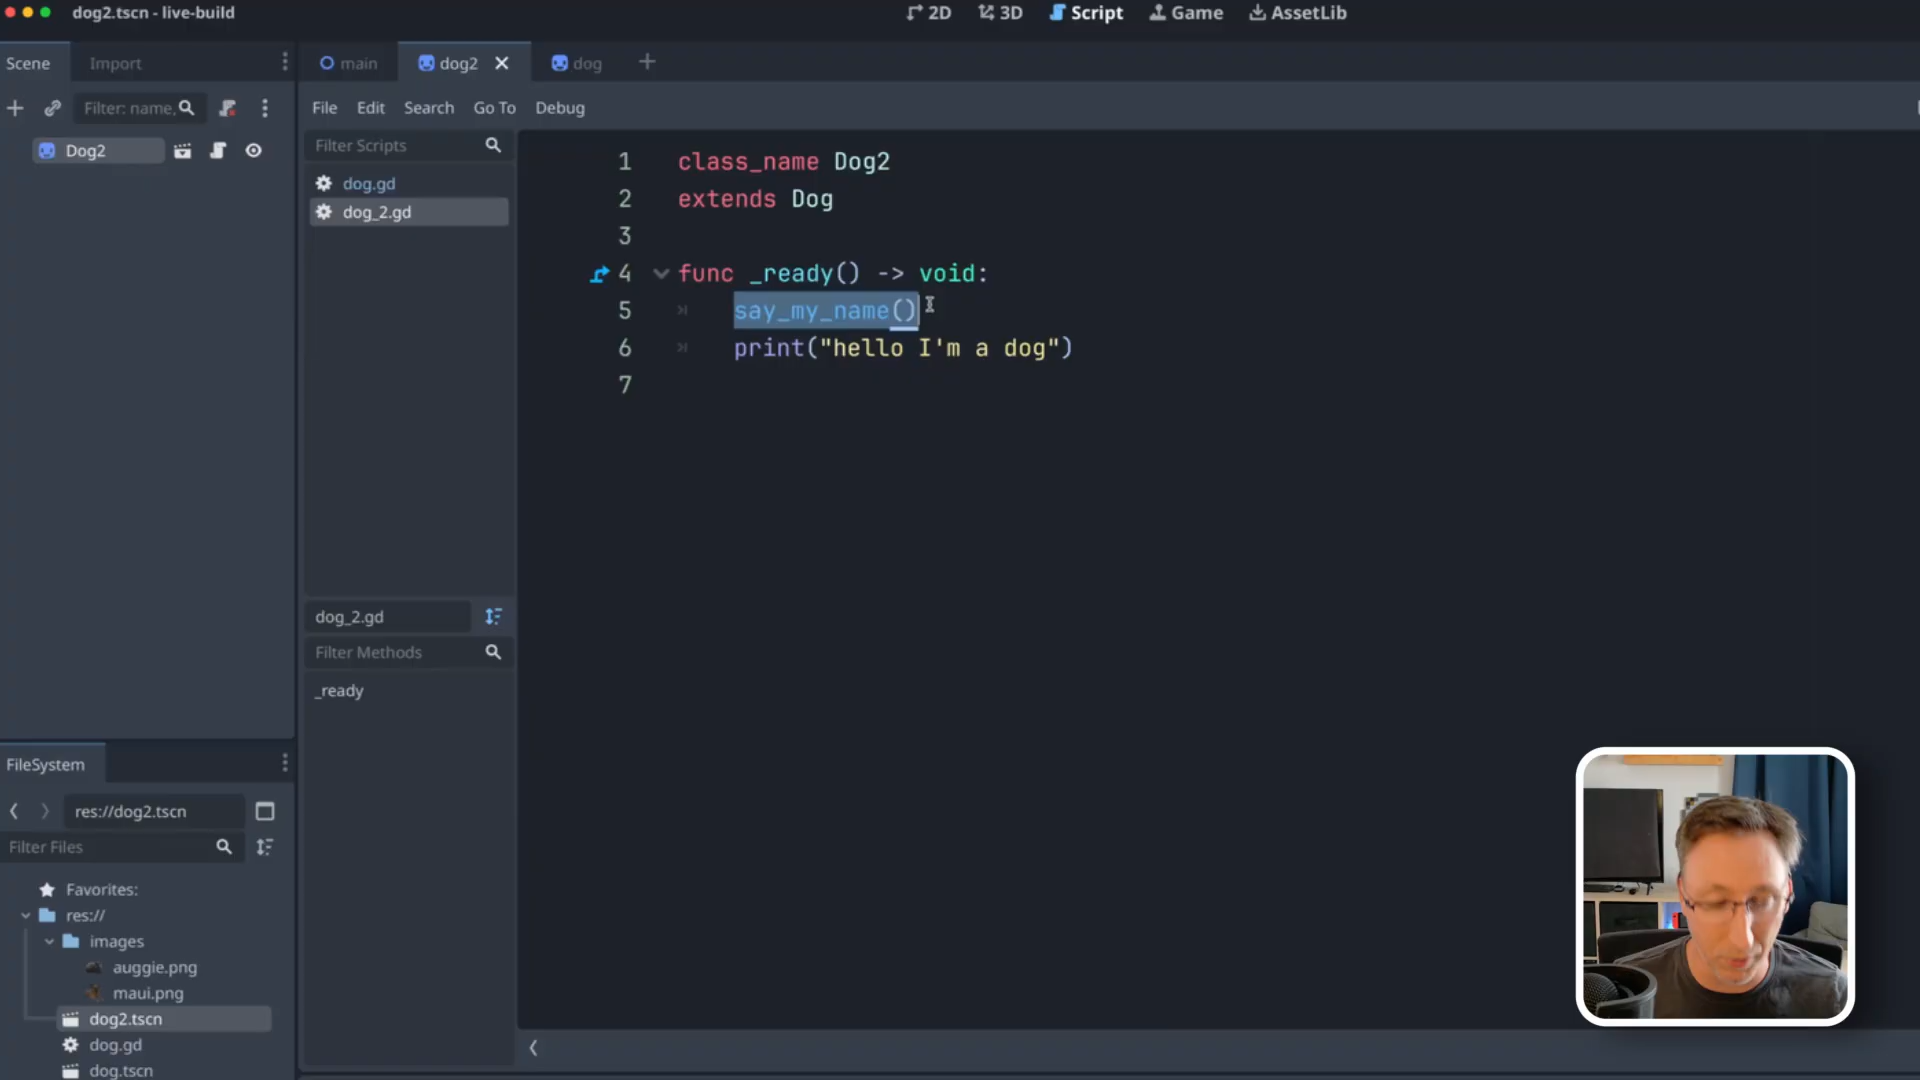 dog2.tscn - live-build
2D
3D
Script
Game
AssetLib
Scene
Import
main
dog2
dog
Filter: name,
File
Edit
Search
Go To
Debug
Dog2
Filter Scripts
dog.gd
dog_2.gd
1 class_name Dog2
2 extends Dog
3
4 func _ready() -> void:
5 say_my_name()
6 print("hello I'm a dog")
7
dog_2.gd
Filter Methods
_ready
FileSystem
res://dog2.tscn
Filter Files
Favorites:
res://
images
auggie.png
maui.png
dog2.tscn
dog.gd
dog.tscn